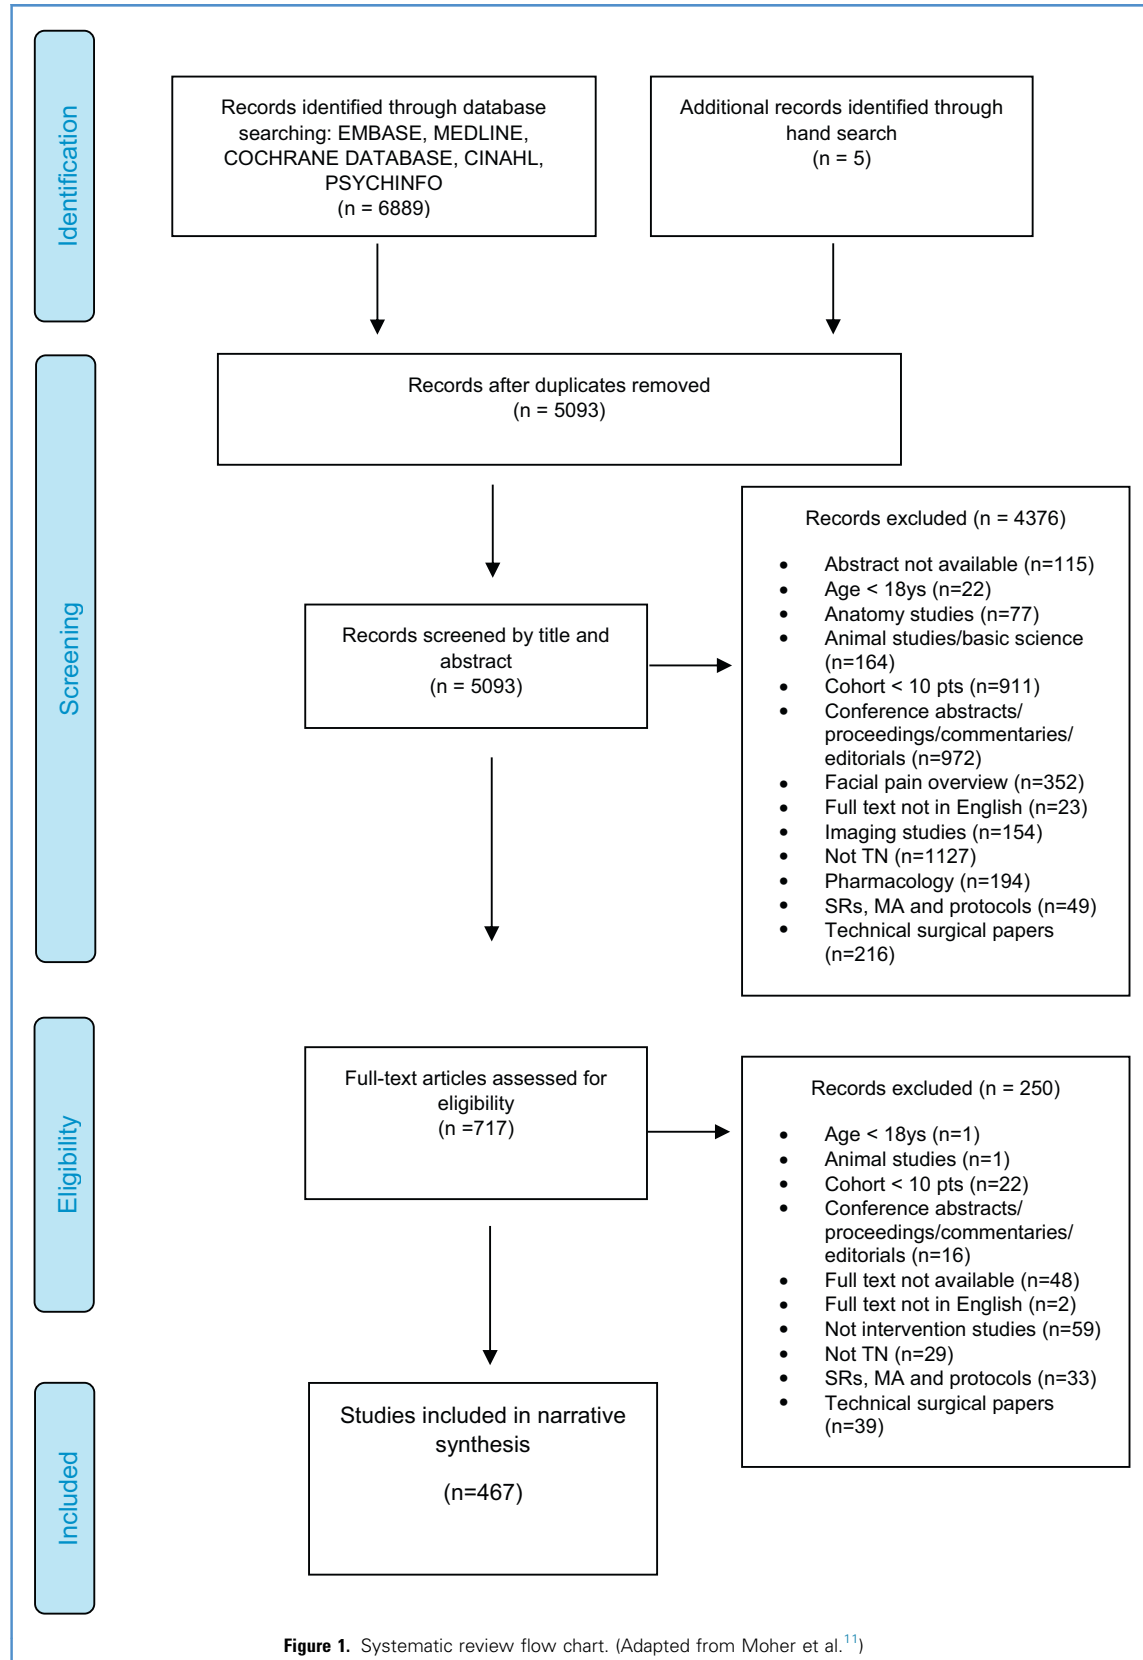 Identification
Records identified through database
searching: EMBASE, MEDLINE,
COCHRANE DATABASE, CINAHL,
PSYCHINFO
(n = 6889)
Additional records identified through
hand search
(n = 5)
Screening
Records after duplicates removed
(n = 5093)
Records screened by title and
abstract
(n = 5093)
Records excluded (n = 4376)
• Abstract not available (n=115)
• Age < 18ys (n=22)
• Anatomy studies (n=77)
• Animal studies/basic science
(n=164)
• Cohort < 10 pts (n=911)
• Conference abstracts/
proceedings/commentaries/
editorials (n=972)
• Facial pain overview (n=352)
• Full text not in English (n=23)
• Imaging studies (n=154)
• Not TN (n=1127)
• Pharmacology (n=194)
• SRs, MA and protocols (n=49)
• Technical surgical papers
(n=216)
Eligibility
Full-text articles assessed for
eligibility
(n =717)
Records excluded (n = 250)
• Age < 18ys (n=1)
• Animal studies (n=1)
• Cohort < 10 pts (n=22)
• Conference abstracts/
proceedings/commentaries/
editorials (n=16)
• Full text not available (n=48)
• Full text not in English (n=2)
• Not intervention studies (n=59)
• Not TN (n=29)
• SRs, MA and protocols (n=33)
• Technical surgical papers
(n=39)
Included
Studies included in narrative
synthesis
(n=467)
Figure 1. Systematic review flow chart. (Adapted from Moher et al.11)